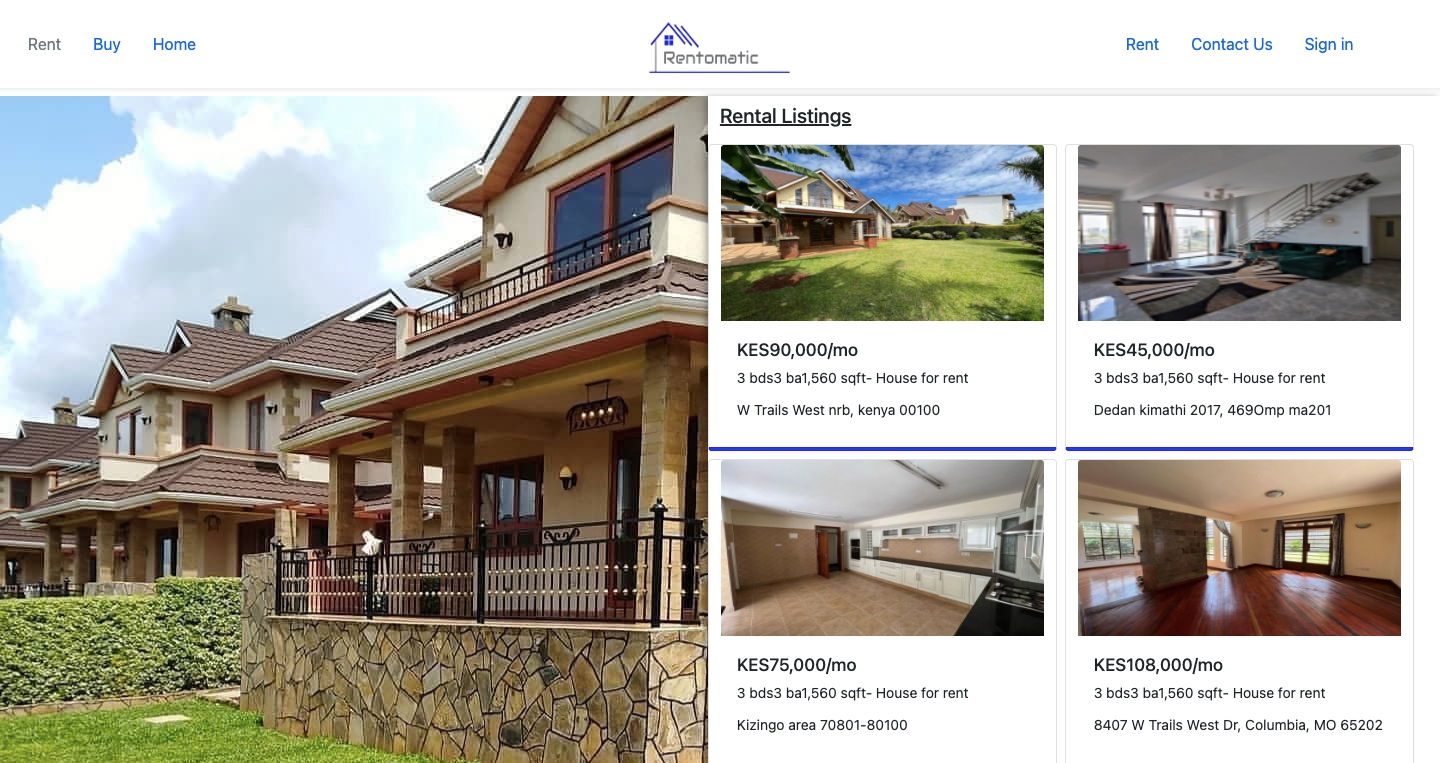 Rent Buy Home Rentomatic Rent Contact Us Sign in
Rental Listings
KES90,000/mo
3 bds3 ba1,560 sqft- House for rent
W Trails West nrb, kenya 00100
KES45,000/mo
3 bds3 ba1,560 sqft- House for rent
Dedan kimathi 2017, 469Omp ma201
KES75,000/mo
3 bds3 ba1,560 sqft- House for rent
Kizingo area 70801-80100
KES108,000/mo
3 bds3 ba1,560 sqft- House for rent
8407 W Trails West Dr, Columbia, MO 65202